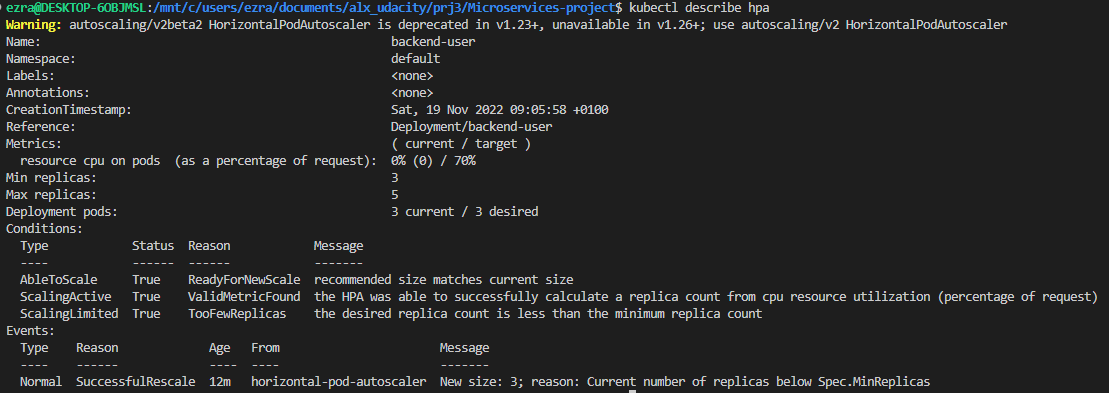 ezra@DESKTOP-6OBJMSL:/mnt/c/users/ezra/documents/alx_udacity/prj3/Microservices-project$ kubectl describe hpa
Warning: autoscaling/v2beta2 HorizontalPodAutoscaler is deprecated in v1.23+, unavailable in v1.26+; use autoscaling/v2 HorizontalPodAutoscaler
Name: backend-user
Namespace: default
Labels: <none>
Annotations: <none>
CreationTimestamp: Sat, 19 Nov 2022 09:05:58 +0100
Reference: Deployment/backend-user
Metrics: ( current / target )
resource cpu on pods (as a percentage of request): 0% (0) / 70%
Min replicas: 3
Max replicas: 5
Deployment pods: 3 current / 3 desired
Conditions:
Type Status Reason Message
---- ------ ------ -------
AbleToScale True ReadyForNewScale recommended size matches current size
ScalingActive True ValidMetricFound the HPA was able to successfully calculate a replica count from cpu resource utilization (percentage of request)
ScalingLimited True TooFewReplicas the desired replica count is less than the minimum replica count
Events:
Type Reason Age From Message
---- ------ ---- ---- -------
Normal SuccessfulRescale 12m horizontal-pod-autoscaler New size: 3; reason: Current number of replicas below Spec.MinReplicas